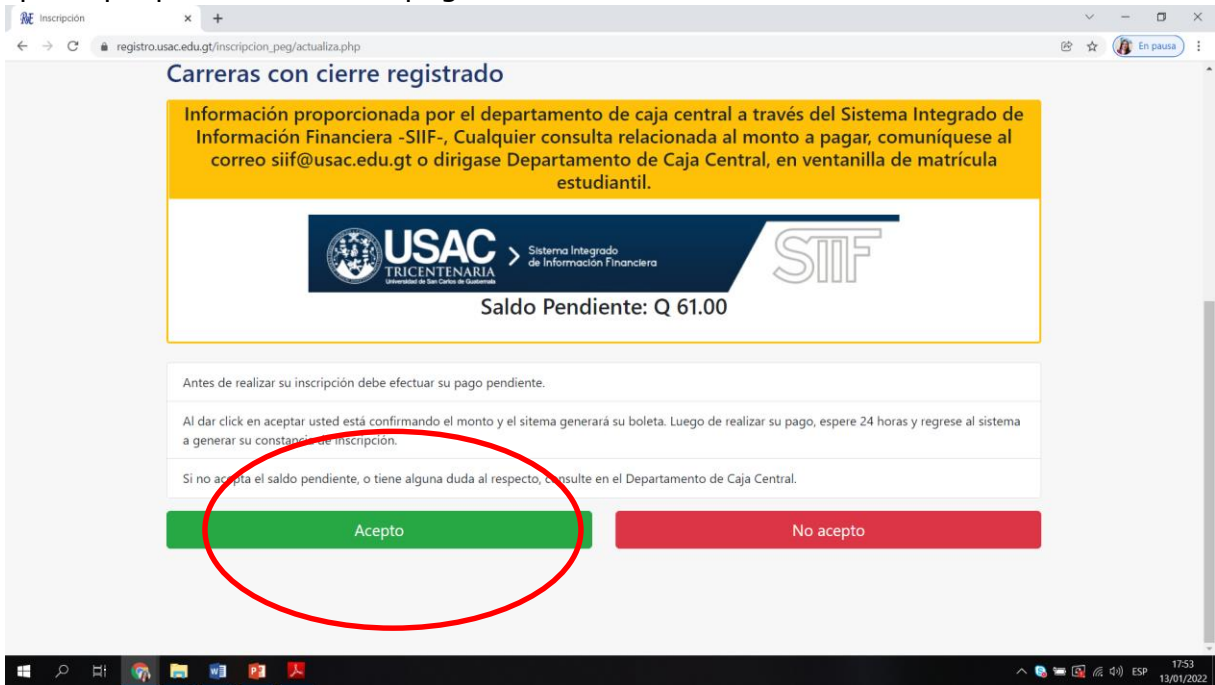 Inscripción
registro.usac.edu.gt/inscripcion_peg/actualiza.php
En pausa
Carreras con cierre registrado
Información proporcionada por el departamento de caja central a través del Sistema Integrado de
Información Financiera -SIIF-, Cualquier consulta relacionada al monto a pagar, comuníquese al
correo siif@usac.edu.gt o dirigase Departamento de Caja Central, en ventanilla de matrícula
estudiantil.
USAC
TRICENTENARIA
Universidad de San Carlos de Guatemala
Sistema Integrado
de Información Financiera
SIIF
Saldo Pendiente: Q 61.00
Antes de realizar su inscripción debe efectuar su pago pendiente.
Al dar click en aceptar usted está confirmando el monto y el sitema generará su boleta. Luego de realizar su pago, espere 24 horas y regrese al sistema
a generar su constancia de inscripción.
Si no acepta el saldo pendiente, o tiene alguna duda al respecto, consulte en el Departamento de Caja Central.
Acepto
No acepto
ESP
17:53
13/01/2022